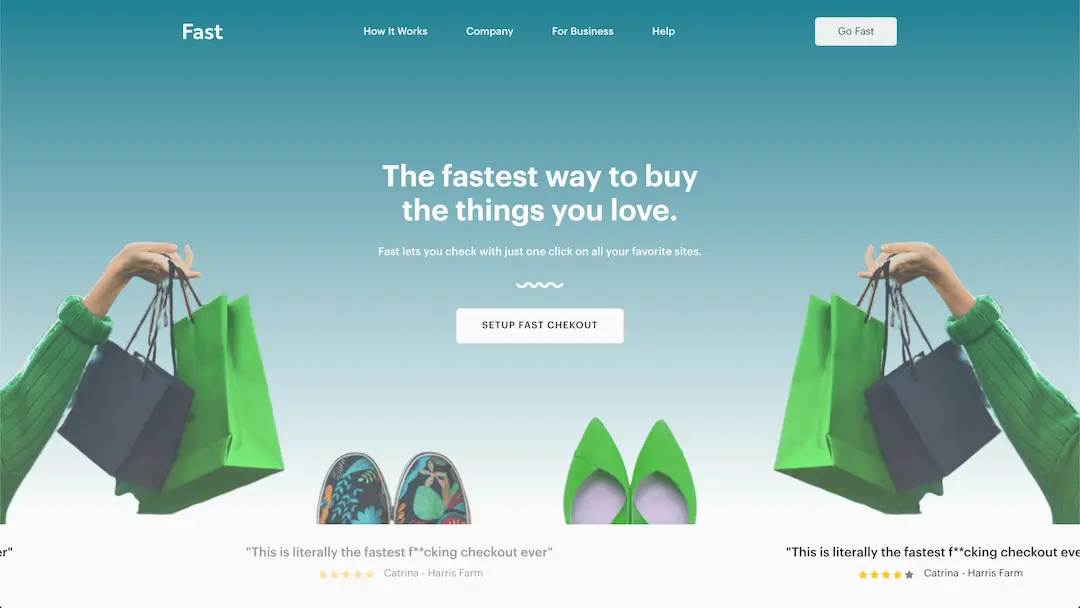 Fast
How It Works
Company
For Business
Help
Go Fast
The fastest way to buy
the things you love.
Fast lets you check with just one click on all your favorite sites.
SETUP FAST CHEKOUT
er"
"This is literally the fastest f**cking checkout ever"
Catrina - Harris Farm
"This is literally the fastest f**cking checkout eve
Catrina - Harris Farm